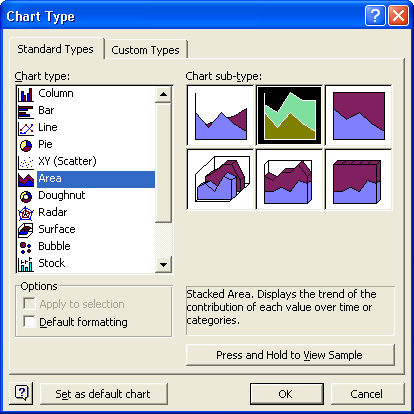 Chart Type
Standard Types
Custom Types
Chart type:
Column
Bar
Line
Pie
XY (Scatter)
Area
Doughnut
Radar
Surface
Bubble
Stock
Chart sub-type:
Options
Apply to selection
Default formatting
Stacked Area. Displays the trend of the
contribution of each value over time or
categories.
Press and Hold to View Sample
Set as default chart
OK
Cancel